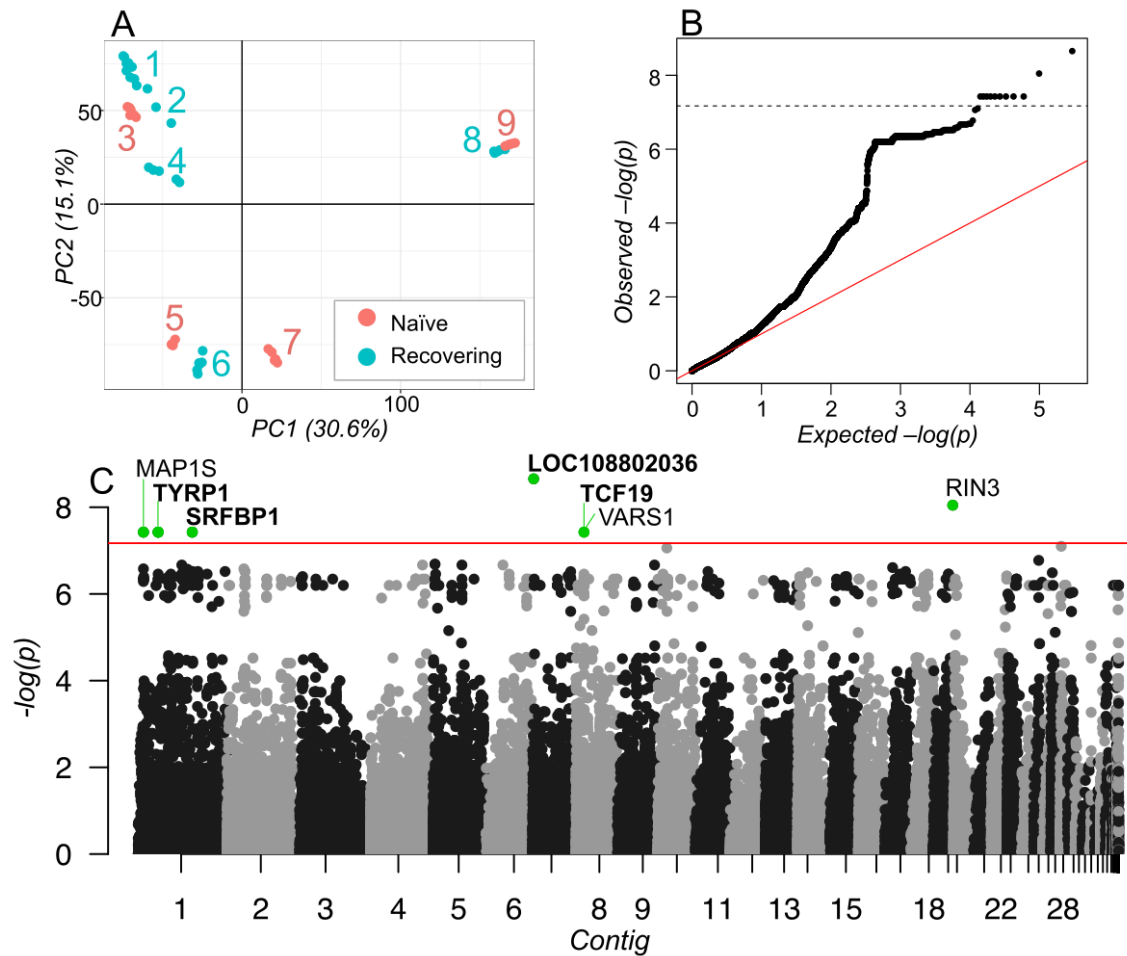 A
1
2
3
4
5
6
7
8
9
50
0
-50
PC2 (15.1%)
0
100
PC1 (30.6%)
Naïve
Recovering
B
8
6
4
2
0
Observed –log(p)
0 1 2 3 4 5
Expected –log(p)
C
MAP1S
TYRP1
SRFBP1
LOC108802036
TCF19
VARS1
RIN3
8
6
4
2
0
-log(p)
1 2 3 4 5 6 8 9 11 13 15 18 22 28
Contig